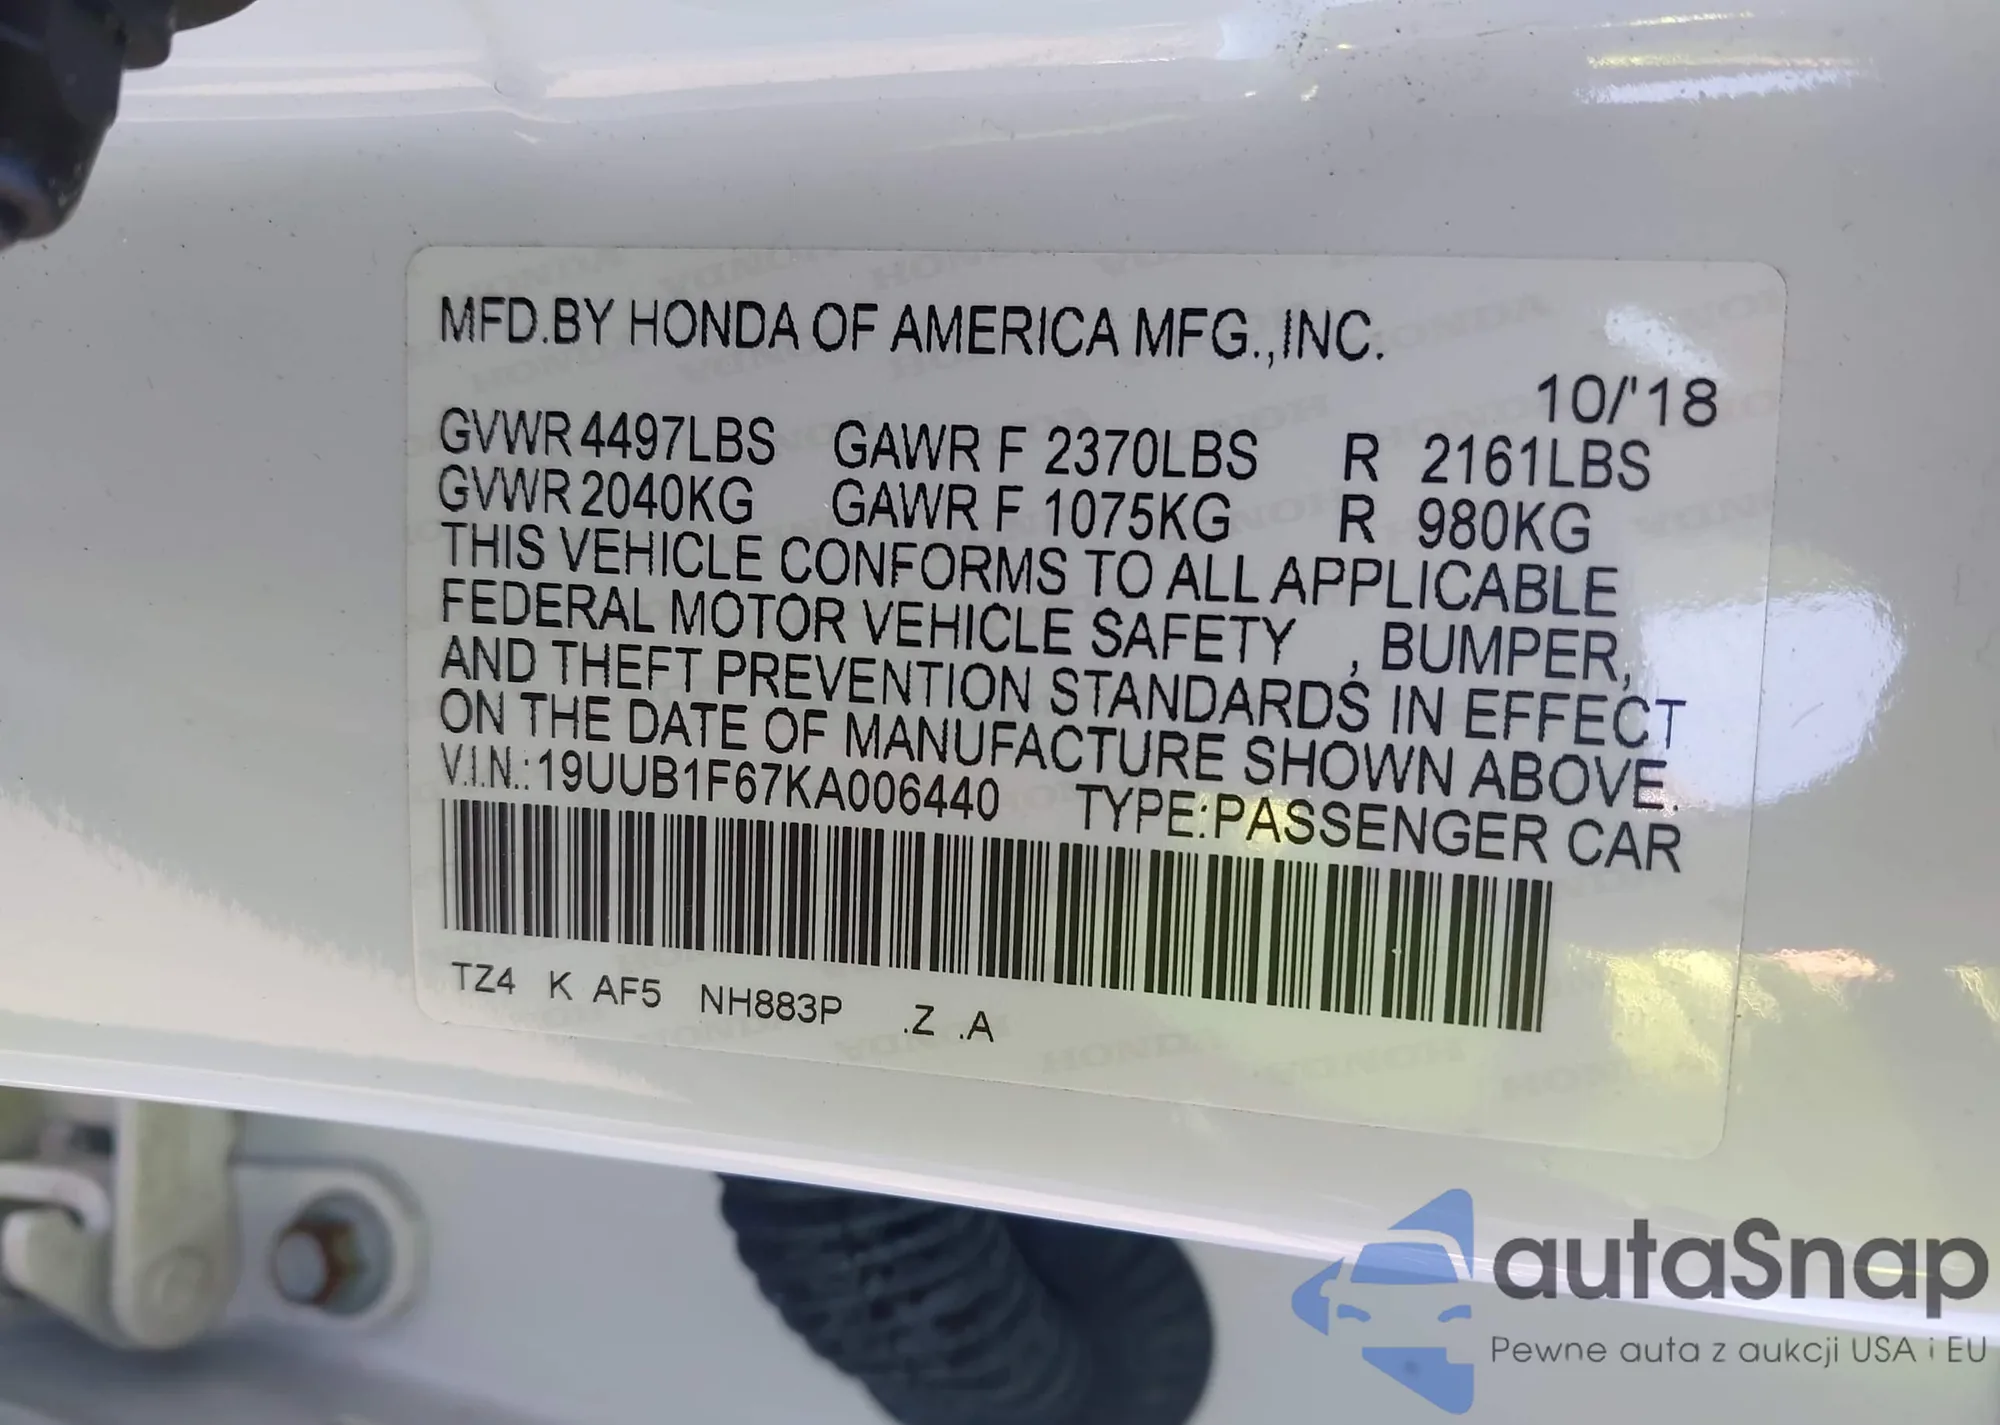 MFD.BY HONDA OF AMERICA MFG.,INC.
10/'18
GVWR 4497LBS GAWR F 2370LBS R 2161LBS
GVWR 2040KG GAWR F 1075KG R 980KG
THIS VEHICLE CONFORMS TO ALL APPLICABLE
FEDERAL MOTOR VEHICLE SAFETY , BUMPER,
AND THEFT PREVENTION STANDARDS IN EFFECT
ON THE DATE OF MANUFACTURE SHOWN ABOVE.
V.I.N.: 19UUB1F67KA006440 TYPE:PASSENGER CAR
TZ4 K AF5 NH883P .Z .A
autaSnap
Pewne auta z aukcji USA i EU